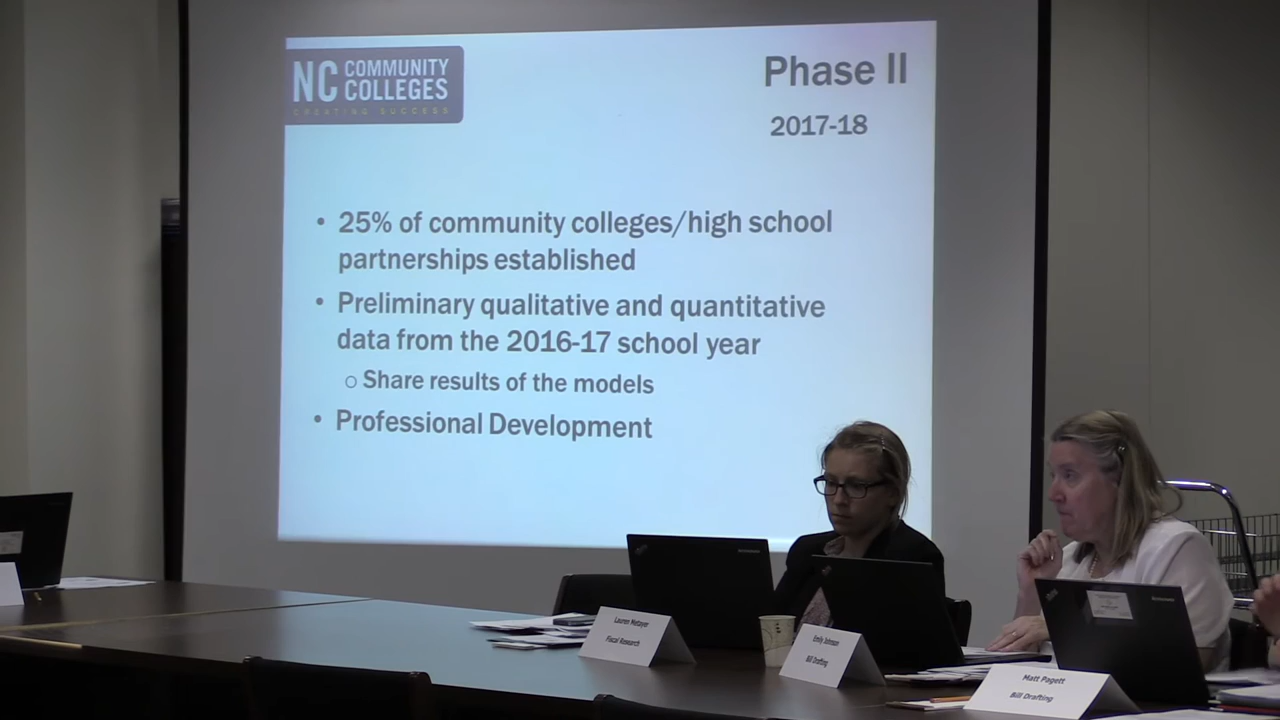 NC COMMUNITY
COLLEGES
CREATING SUCCESS
Phase II
2017-18
• 25% of community colleges/high school
partnerships established
• Preliminary qualitative and quantitative
data from the 2016-17 school year
○ Share results of the models
• Professional Development
Lauren Metayer
Fiscal Research
Emily Johnson
Bill Drafting
Matt Pagett
Bill Drafting